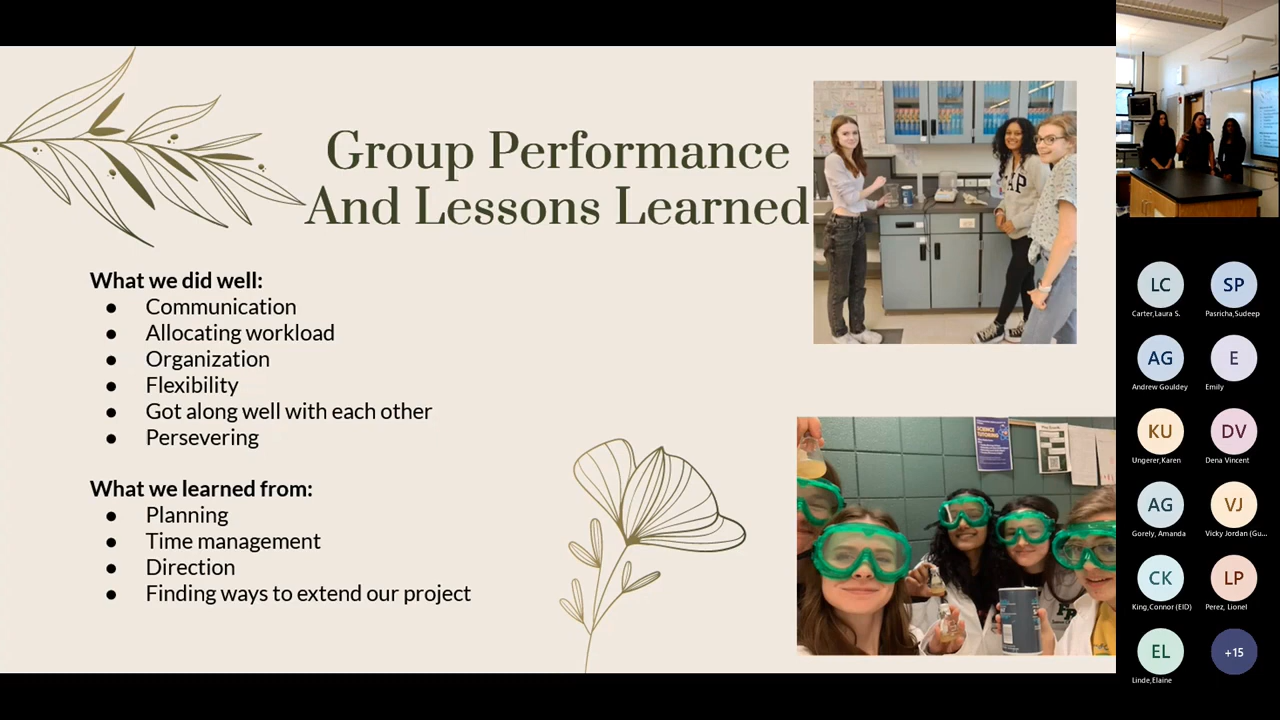 Group Performance
And Lessons Learned
What we did well:
● Communication
● Allocating workload
● Organization
● Flexibility
● Got along well with each other
● Persevering
What we learned from:
● Planning
● Time management
● Direction
● Finding ways to extend our project
SCIENCE
TUTORING
LC
SP
Carter,Laura S.
Pasricha,Sudeep
AG
E
Andrew Gouldey
Emily
KU
DV
Ungerer,Karen
Dena Vincent
AG
VJ
Gorely, Amanda
Vicky Jordan (Gu...
CK
LP
King,Connor (EID)
Perez, Lionel
EL
+15
Linde,Elaine